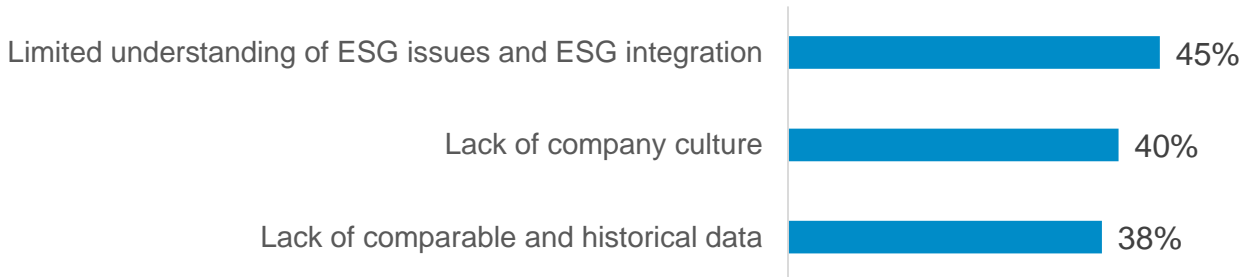 Limited understanding of ESG issues and ESG integration 45%
Lack of company culture 40%
Lack of comparable and historical data 38%